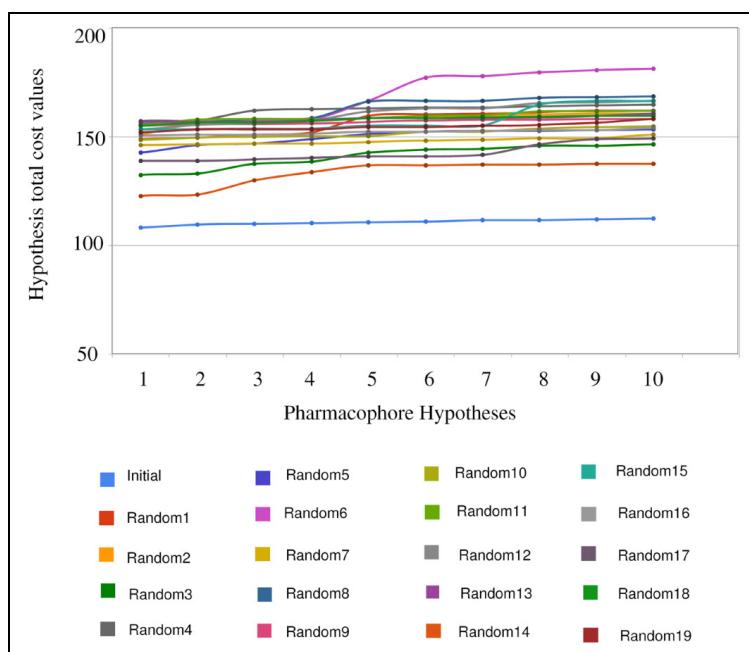 200
150
100
50
Hypothesis total cost values
1 2 3 4 5 6 7 8 9 10
Pharmacophore Hypotheses
Initial Random5 Random10 Random15
Random1 Random6 Random11 Random16
Random2 Random7 Random12 Random17
Random3 Random8 Random13 Random18
Random4 Random9 Random14 Random19